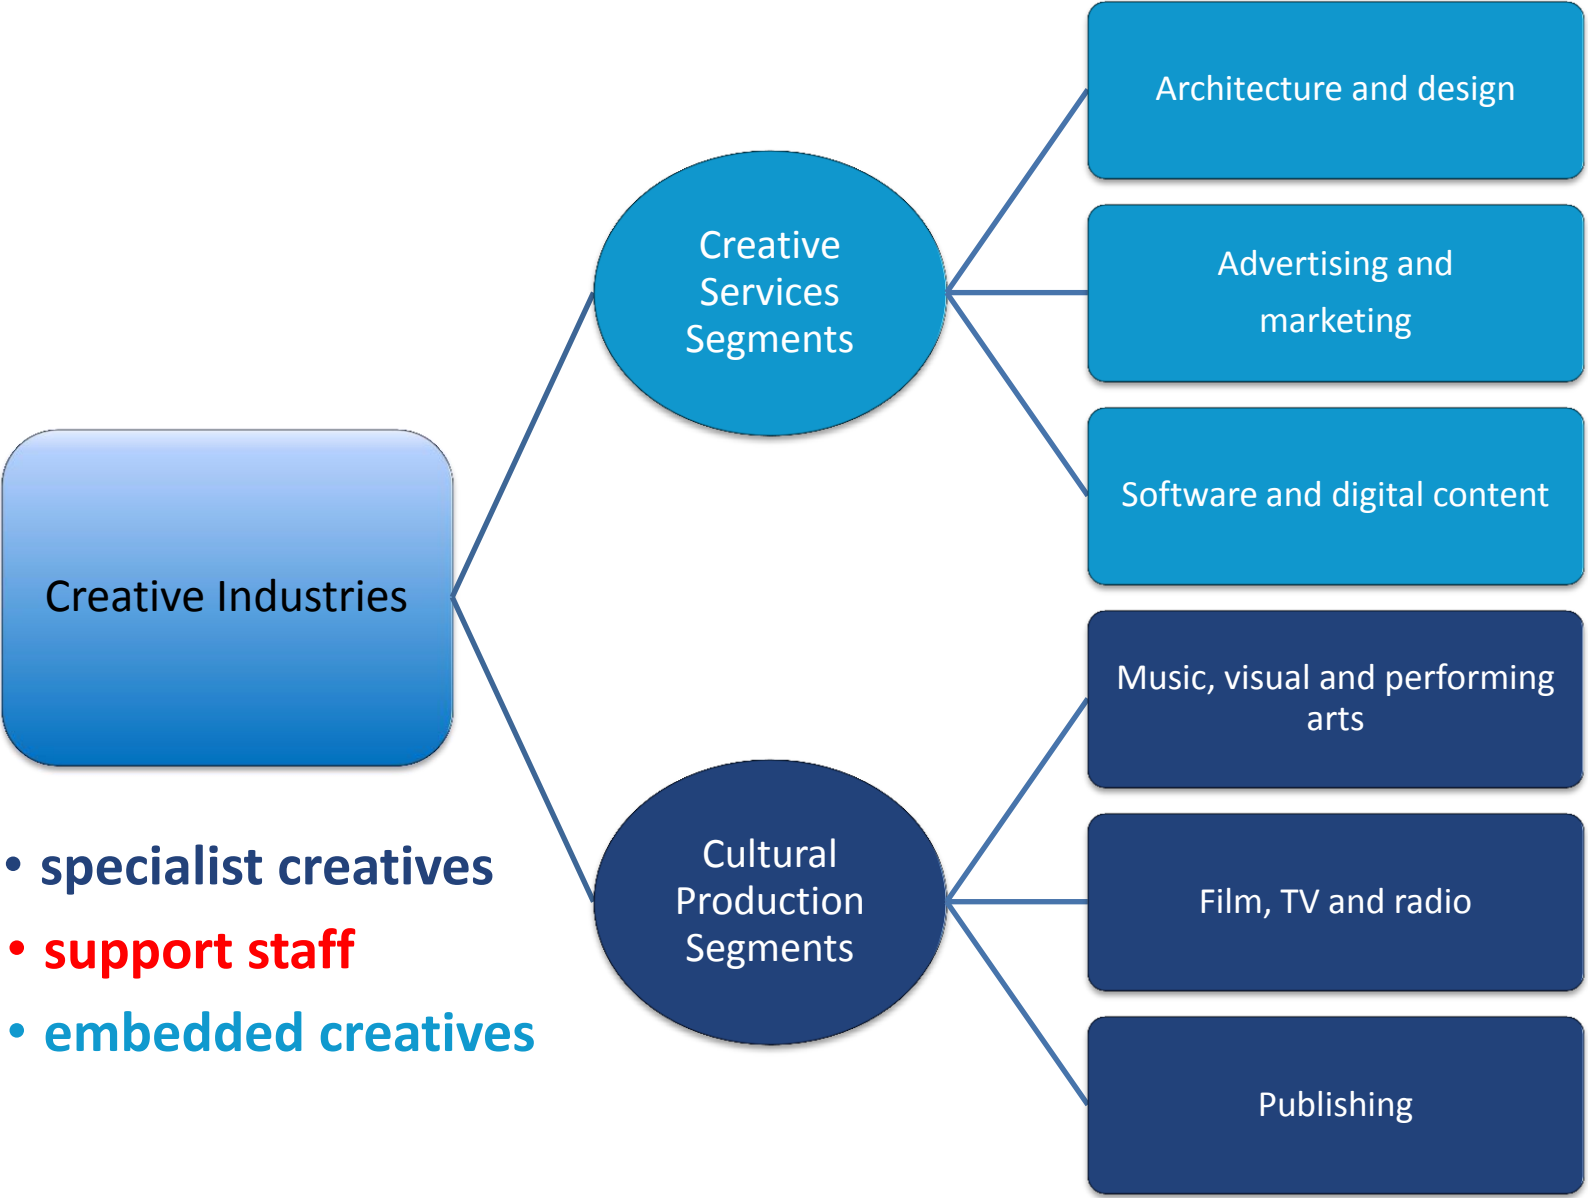 Creative Industries
• specialist creatives
• support staff
• embedded creatives
Creative
Services
Segments
Architecture and design
Advertising and
marketing
Software and digital content
Cultural
Production
Segments
Music, visual and performing
arts
Film, TV and radio
Publishing